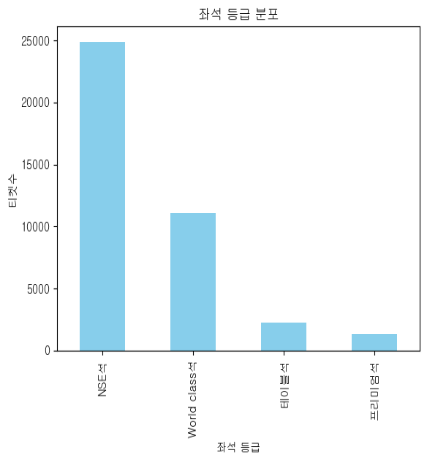 좌석 등급 분포
티켓수
25000
20000
15000
10000
5000
0
NSE석
World class석
테이블석
프리미엄석
좌석 등급